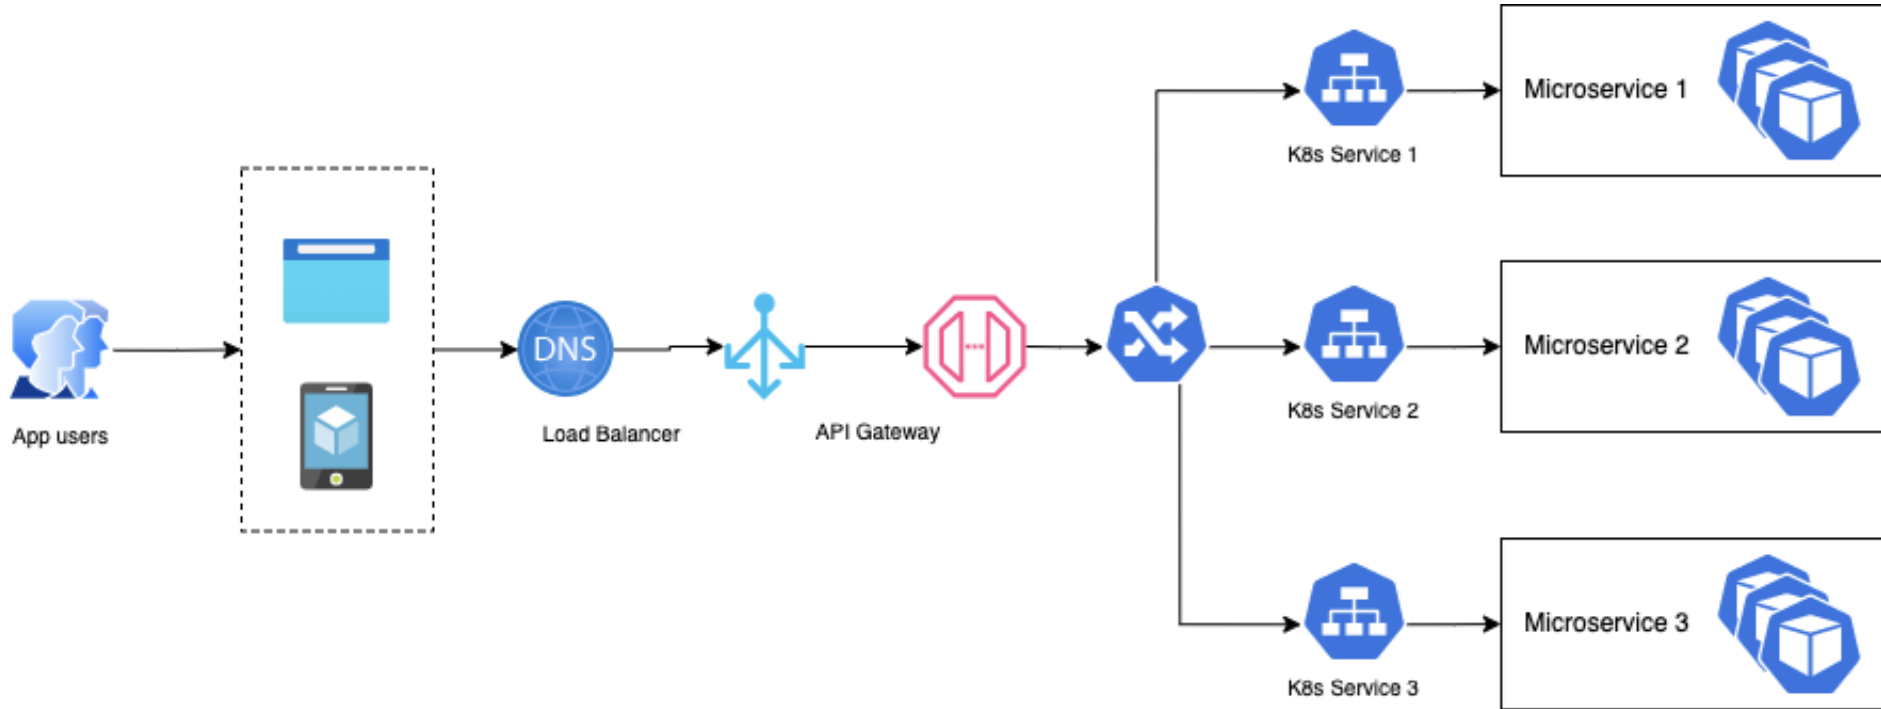 App users
DNS
Load Balancer
API Gateway
K8s Service 1
Microservice 1
K8s Service 2
Microservice 2
K8s Service 3
Microservice 3